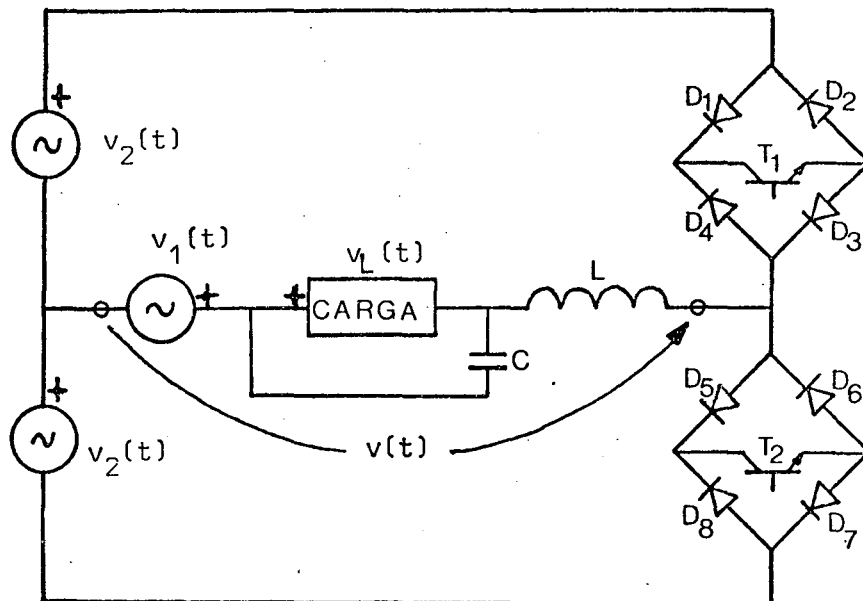 D1
D2
v2(t)
T1
v1(t)
vL(t)
D4
D3
+
+
+
+
L
CARGA
C
D5
D6
v2(t)
v(t)
T2
D8
D7